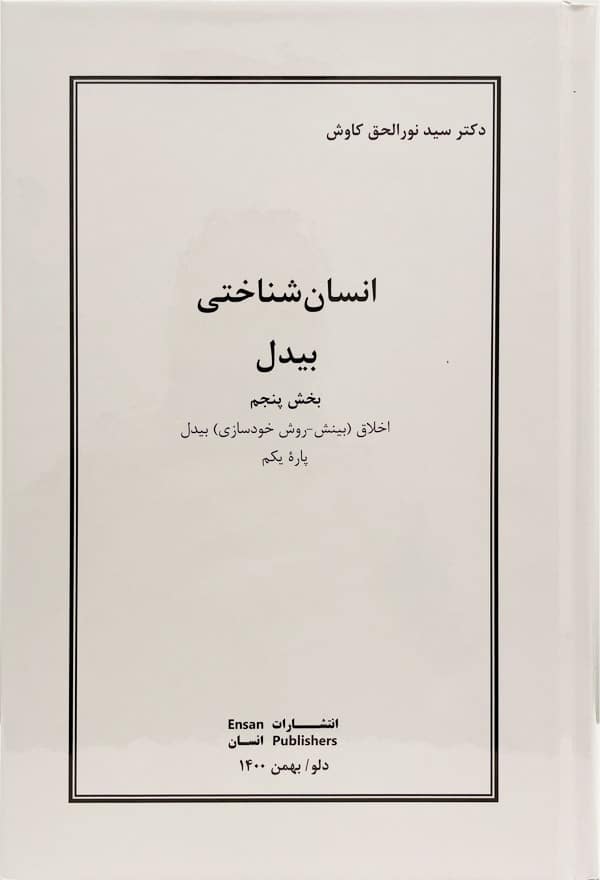 دکتر سید نورالحق کاوش
انسان‌شناختی
بیدل
بخش پنجم
اخلاق (بینش-روش خودسازی) بیدل
پارهٔ یکم
انتشـــارات Ensan
انسان Publishers
دلو/ بهمن ۱۴۰۰